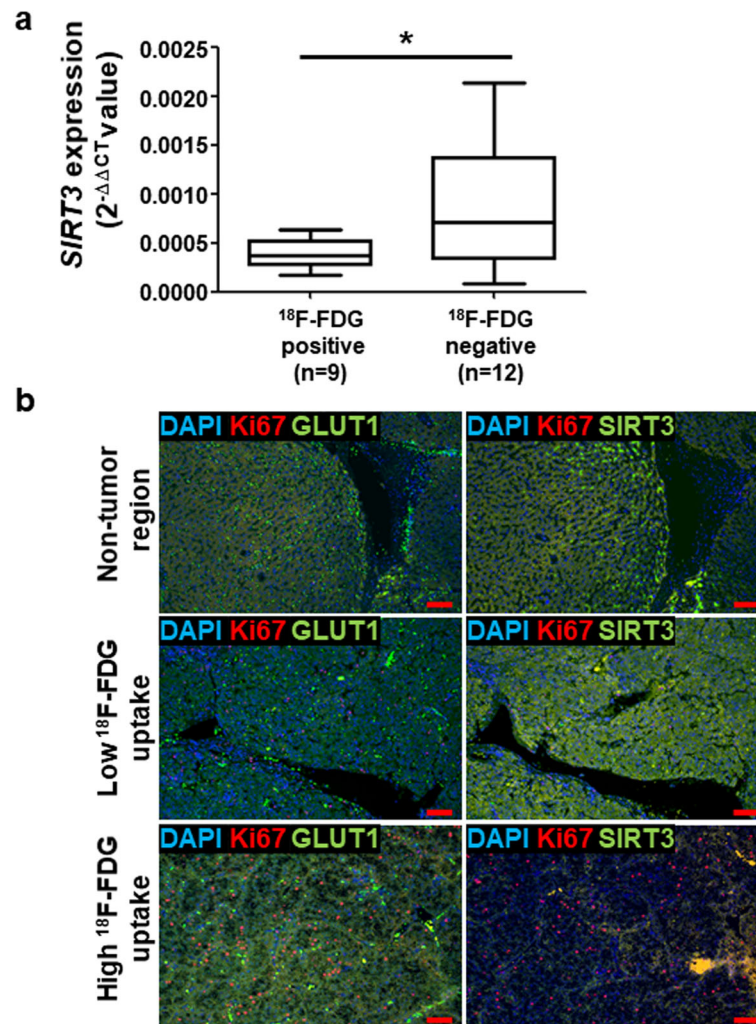 a
*
SIRT3 expression
(2-ΔΔCT value)
0.0025
0.0020
0.0015
0.0010
0.0005
0.0000
18F-FDG
positive
(n=9)
18F-FDG
negative
(n=12)
b
Non-tumor
region
DAPI Ki67 GLUT1
DAPI Ki67 SIRT3
Low 18F-FDG
uptake
DAPI Ki67 GLUT1
DAPI Ki67 SIRT3
High 18F-FDG
uptake
DAPI Ki67 GLUT1
DAPI Ki67 SIRT3